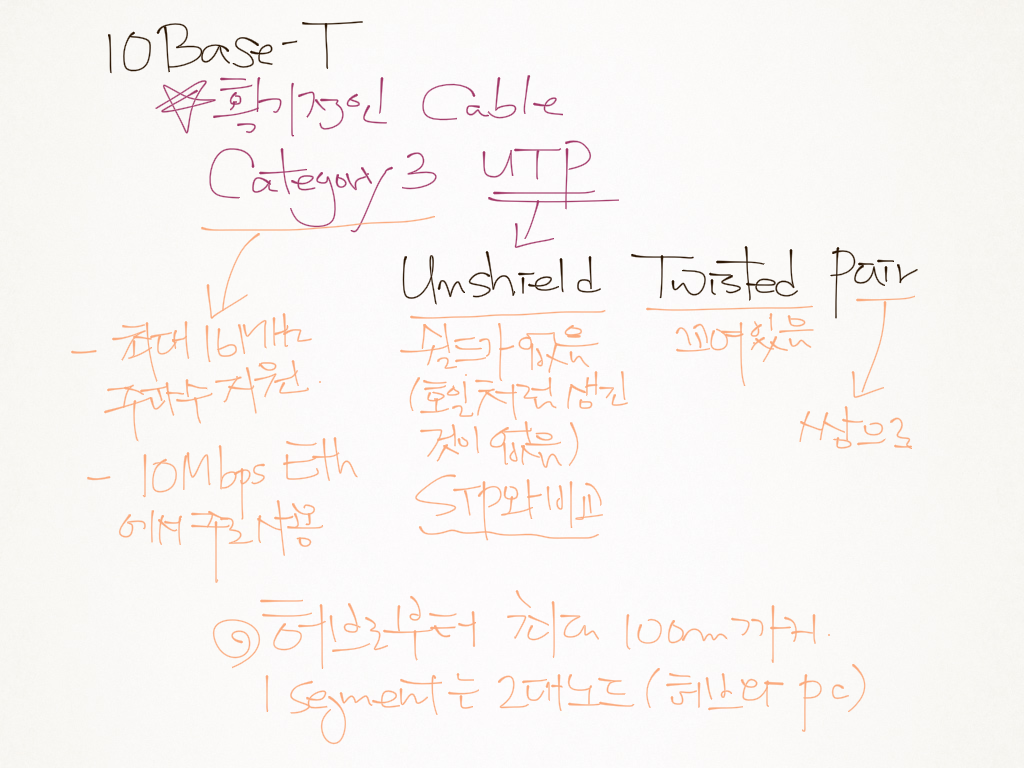 10Base-T
☆획기적인 Cable
Category 3 UTP
Unshield Twisted pair
- 최대 16MHz
주파수 지원.
- 10Mbps Eth
에서 주로 사용
쉴드가 없음
(호일처럼 생긴
것이 없음)
STP와 비교
꼬여있음
쌍으로
허브로부터 최대 100m까지.
1 segment는 2대노드 (허브와 pc)